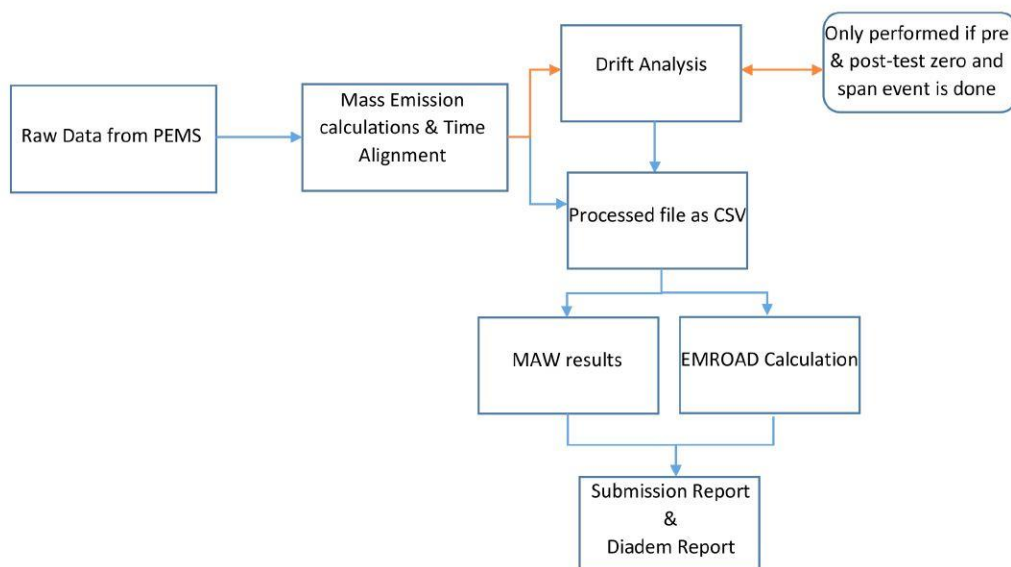 Raw Data from PEMS
Mass Emission
calculations & Time
Alignment
Drift Analysis
Only performed if pre
& post-test zero and
span event is done
Processed file as CSV
MAW results
EMROAD Calculation
Submission Report
&
Diadem Report